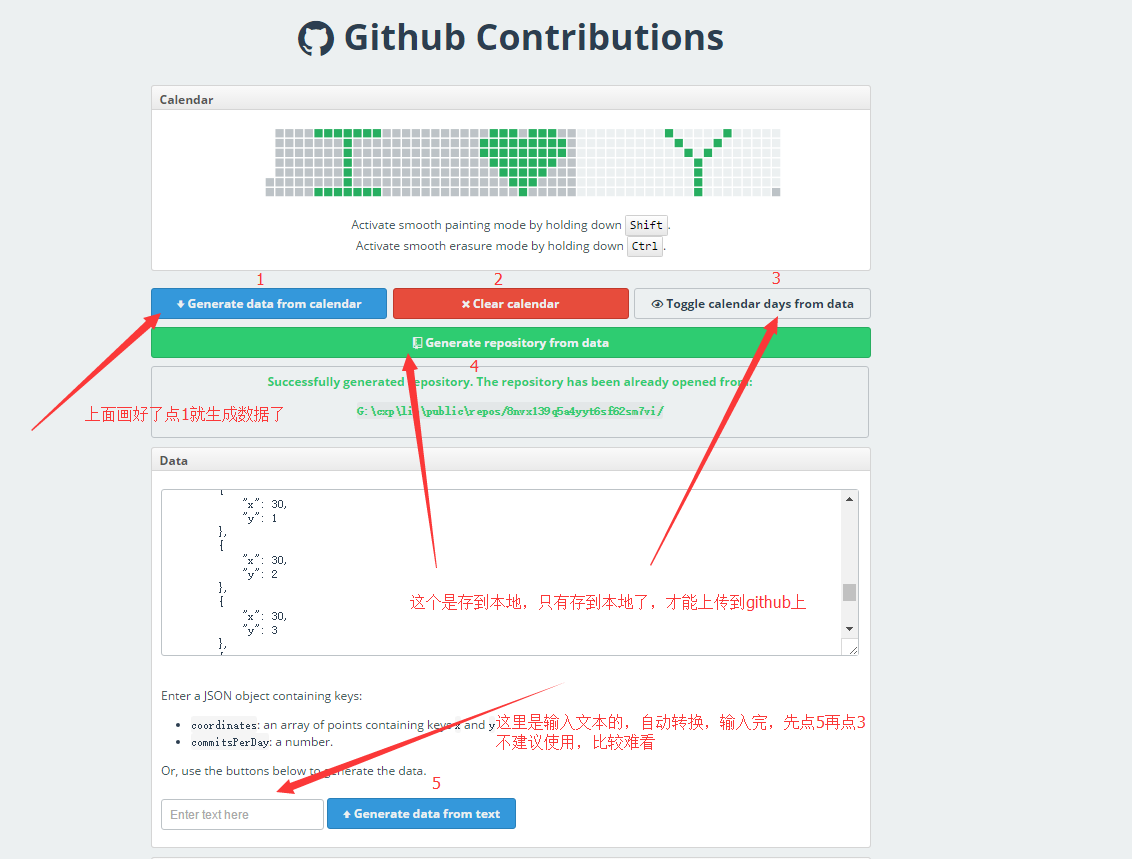 Github Contributions
Calendar
Activate smooth painting mode by holding down Shift.
Activate smooth erasure mode by holding down Ctrl.
1
2
3
Generate data from calendar
Clear calendar
Toggle calendar days from data
Generate repository from data
4
Successfully generated repository. The repository has been already opened from:
上面画好了点1就生成数据了
Data
"x": 30,
"y": 1
},
{
"x": 30,
"y": 2
},
{
"x": 30,
"y": 3
},
这个是存到本地，只有存到本地了，才能上传到github上
Enter a JSON object containing keys:
coordinates: an array of points containing keys x and y
这里是输入文本的，自动转换，输入完，先点5再点3
commitsPerDay: a number.
不建议使用，比较难看
Or, use the buttons below to generate the data.
5
Enter text here
Generate data from text